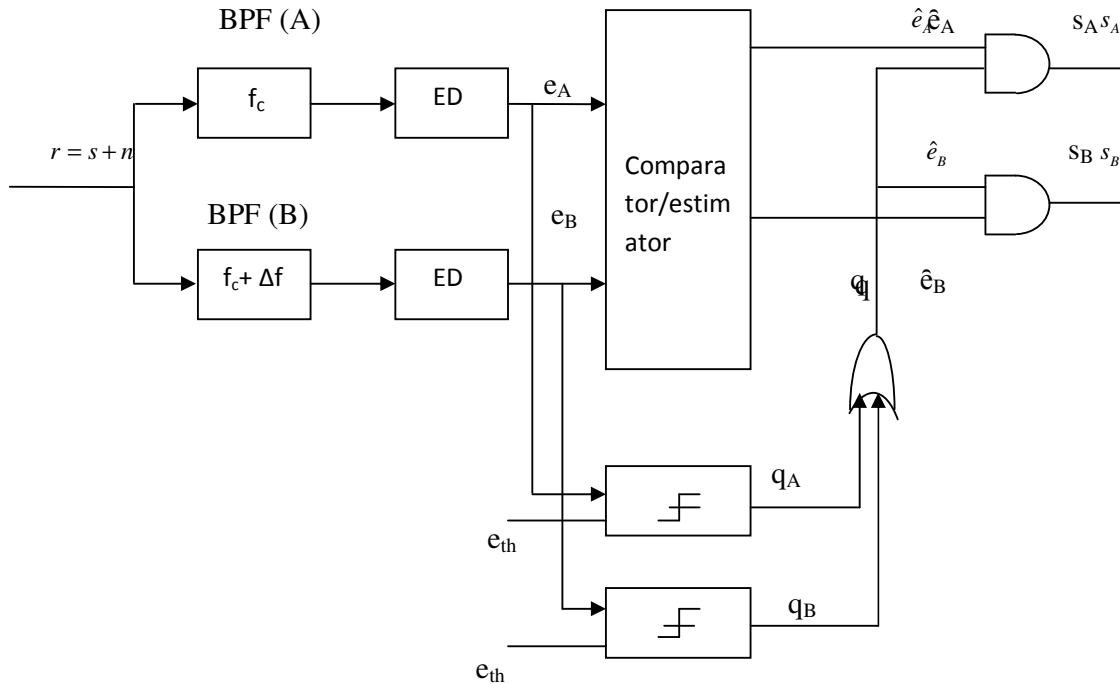 BPF (A)
ê_A ê_A
s_A s_A
f_c
ED
e_A
r = s + n
Compara
tor/estim
ator
ê_B
s_B s_B
BPF (B)
e_B
f_c+ Δf
ED
q q
ê_B
q_A
e_th
q_B
e_th